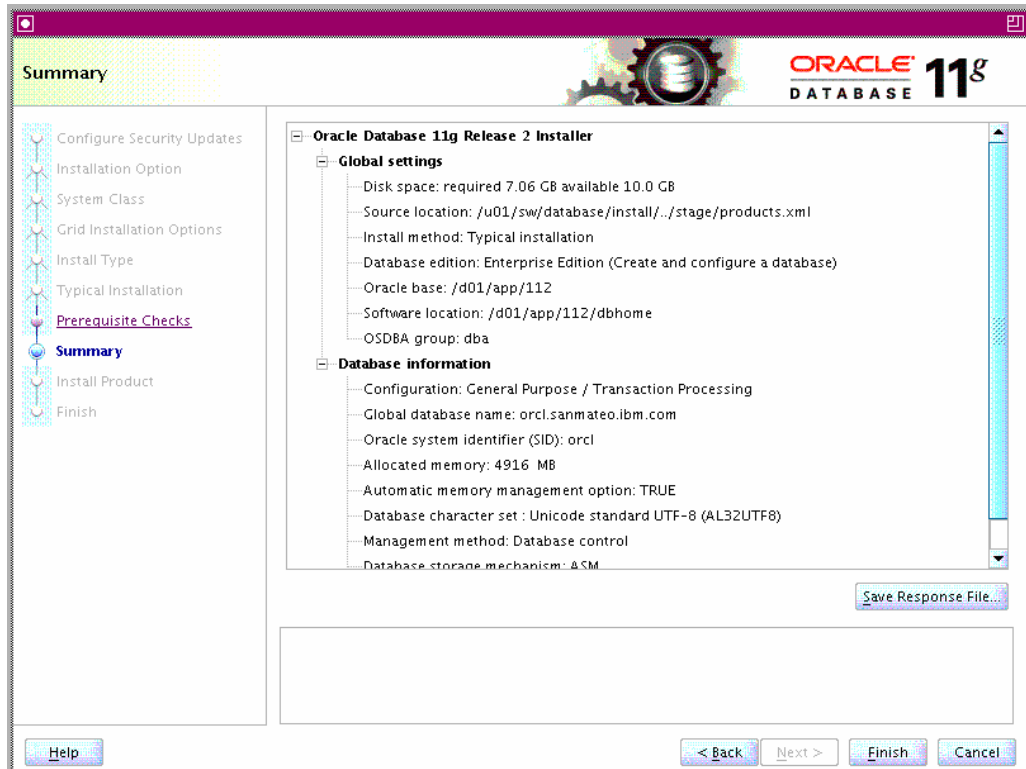 Summary
ORACLE 11g
DATABASE
Configure Security Updates
Installation Option
System Class
Grid Installation Options
Install Type
Typical Installation
Prerequisite Checks
Summary
Install Product
Finish
Oracle Database 11g Release 2 Installer
Global settings
Disk space: required 7.06 GB available 10.0 GB
Source location: /u01/sw/database/install/../stage/products.xml
Install method: Typical installation
Database edition: Enterprise Edition (Create and configure a database)
Oracle base: /d01/app/112
Software location: /d01/app/112/dbhome
OSDBA group: dba
Database information
Configuration: General Purpose / Transaction Processing
Global database name: orcl.sanmateo.ibm.com
Oracle system identifier (SID): orcl
Allocated memory: 4916 MB
Automatic memory management option: TRUE
Database character set : Unicode standard UTF-8 (AL32UTF8)
Management method: Database control
Database storage mechanism: ASM
Save Response File...
Help
< Back
Next >
Finish
Cancel